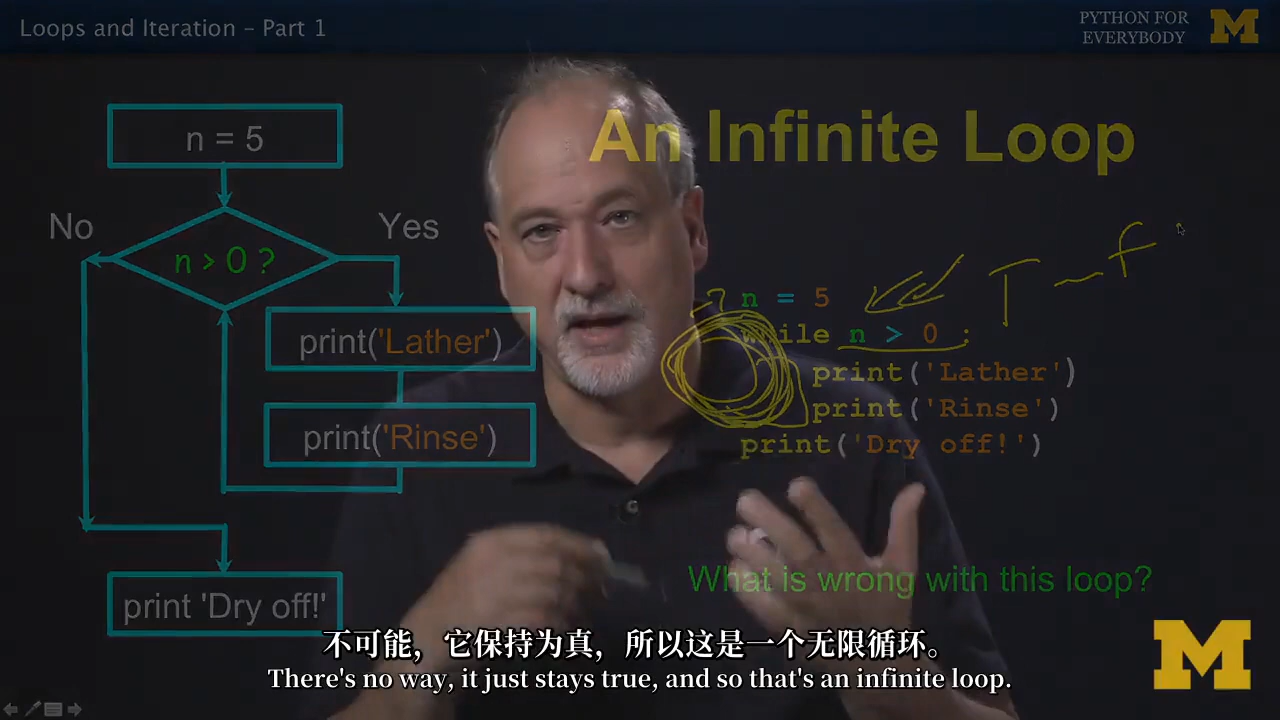 Loops and Iteration – Part 1
PYTHON FOR
EVERYBODY
M
An Infinite Loop
n = 5
No
Yes
n > 0 ?
print('Lather')
print('Rinse')
print 'Dry off!'
n = 5
while n > 0 :
print('Lather')
print('Rinse')
print('Dry off!')
T ~ f
What is wrong with this loop?
不可能，它保持为真，所以这是一个无限循环。
There's no way, it just stays true, and so that's an infinite loop.
M